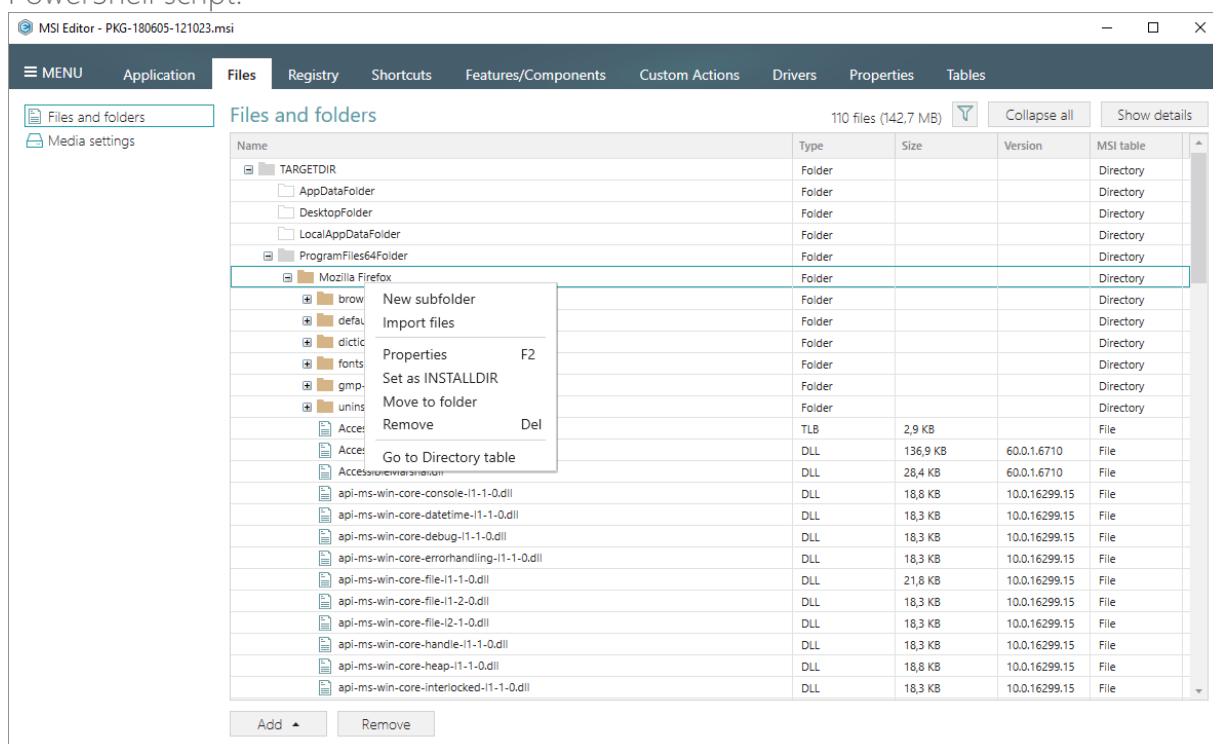 PowerShell script.
MSI Editor - PKG-180605-121023.msi
MENU Application Files Registry Shortcuts Features/Components Custom Actions Drivers Properties Tables
Files and folders
Media settings
Files and folders 110 files (142,7 MB) Collapse all Show details
Name Type Size Version MSI table
TARGETDIR Folder Directory
AppDataFolder Folder Directory
DesktopFolder Folder Directory
LocalAppDataFolder Folder Directory
ProgramFiles64Folder Folder Directory
Mozilla Firefox Folder Directory
brow Folder Directory
defau Folder Directory
dictio Folder Directory
fonts Folder Directory
gmp- Folder Directory
unins Folder Directory
Acces TLB 2,9 KB File
Acces DLL 136,9 KB 60.0.1.6710 File
AccessibleMarshal.dll DLL 28,4 KB 60.0.1.6710 File
api-ms-win-core-console-l1-1-0.dll DLL 18,8 KB 10.0.16299.15 File
api-ms-win-core-datetime-l1-1-0.dll DLL 18,3 KB 10.0.16299.15 File
api-ms-win-core-debug-l1-1-0.dll DLL 18,3 KB 10.0.16299.15 File
api-ms-win-core-errorhandling-l1-1-0.dll DLL 18,3 KB 10.0.16299.15 File
api-ms-win-core-file-l1-1-0.dll DLL 21,8 KB 10.0.16299.15 File
api-ms-win-core-file-l1-2-0.dll DLL 18,3 KB 10.0.16299.15 File
api-ms-win-core-file-l2-1-0.dll DLL 18,3 KB 10.0.16299.15 File
api-ms-win-core-handle-l1-1-0.dll DLL 18,3 KB 10.0.16299.15 File
api-ms-win-core-heap-l1-1-0.dll DLL 18,8 KB 10.0.16299.15 File
api-ms-win-core-interlocked-l1-1-0.dll DLL 18,3 KB 10.0.16299.15 File
New subfolder
Import files
Properties F2
Set as INSTALLDIR
Move to folder
Remove Del
Go to Directory table
Add Remove